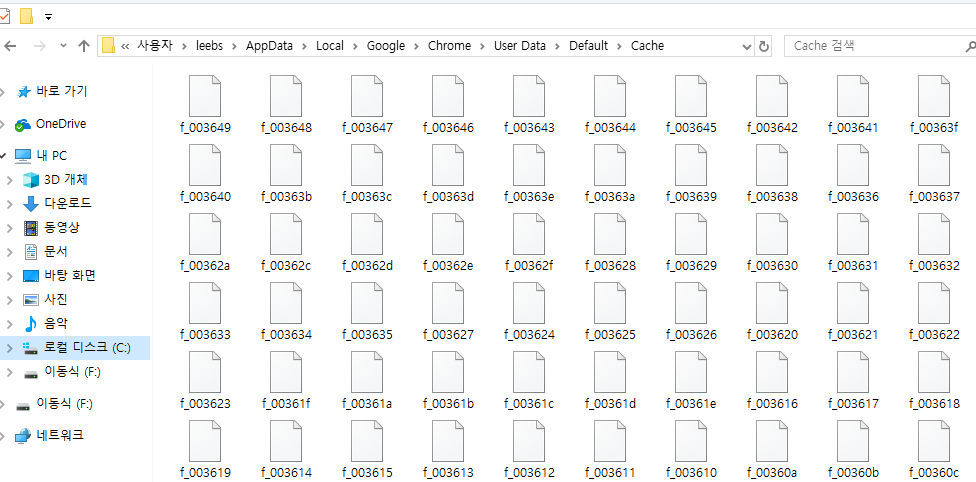 « 사용자 > leebs > AppData > Local > Google > Chrome > User Data > Default > Cache
Cache 검색
바로 가기
OneDrive
내 PC
3D 개체
다운로드
동영상
문서
바탕 화면
사진
음악
로컬 디스크 (C:)
이동식 (F:)
이동식 (F:)
네트워크
f_003649 f_003648 f_003647 f_003646 f_003643 f_003644 f_003645 f_003642 f_003641 f_00363f
f_003640 f_00363b f_00363c f_00363d f_00363e f_00363a f_003639 f_003638 f_003636 f_003637
f_00362a f_00362c f_00362d f_00362e f_00362f f_003628 f_003629 f_003630 f_003631 f_003632
f_003633 f_003634 f_003635 f_003627 f_003624 f_003625 f_003626 f_003620 f_003621 f_003622
f_003623 f_00361f f_00361a f_00361b f_00361c f_00361d f_00361e f_003616 f_003617 f_003618
f_003619 f_003614 f_003615 f_003613 f_003612 f_003611 f_003610 f_00360a f_00360b f_00360c